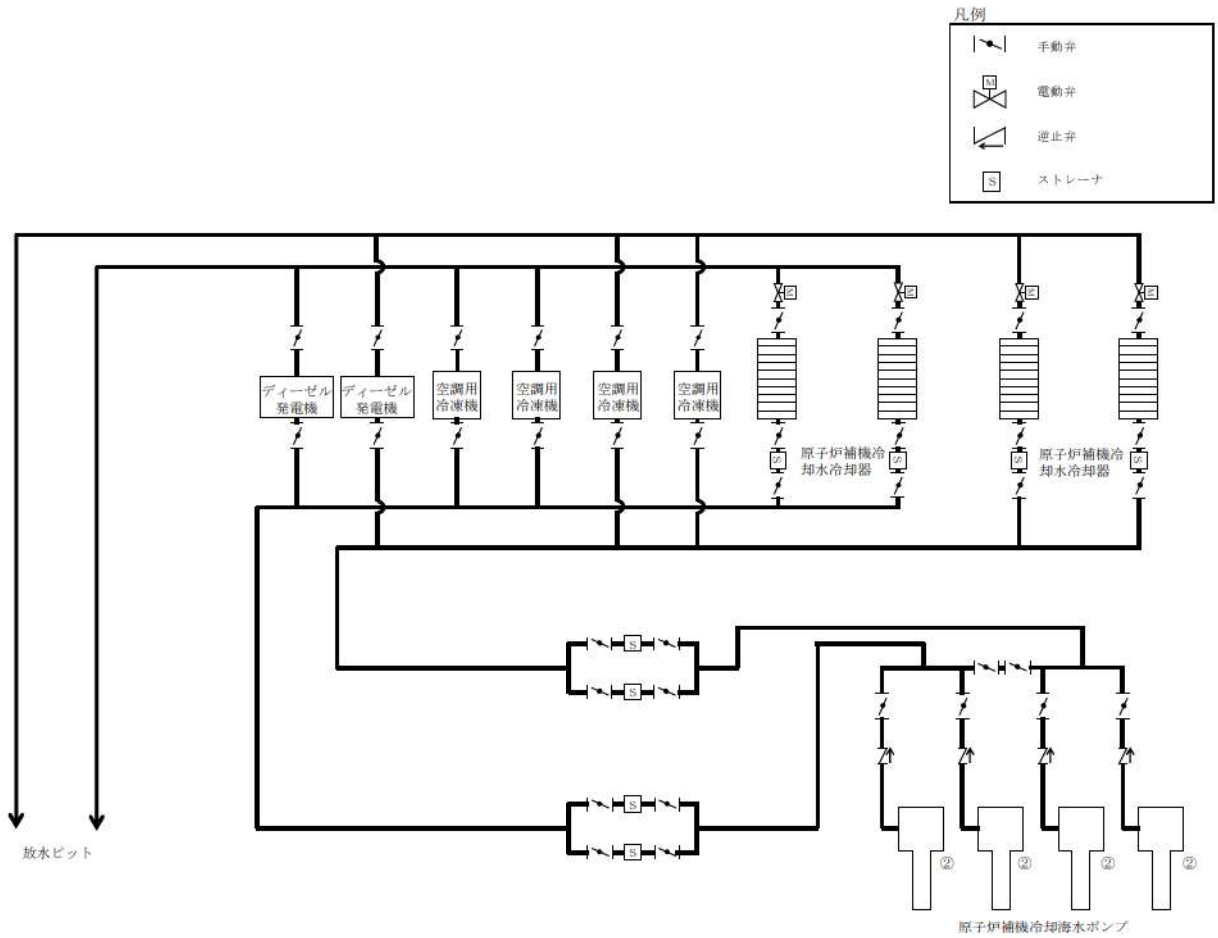 凡例
手動弁
M
電動弁
逆止弁
S
ストレーナ
M
M
M
M
ディーゼル
発電機
ディーゼル
発電機
空調用
冷凍機
空調用
冷凍機
空調用
冷凍機
空調用
冷凍機
S
原子炉補機冷
却水冷却器
S
S
原子炉補機冷
却水冷却器
S
S
S
S
S
放水ピット
②
②
②
②
原子炉補機冷却海水ポンプ